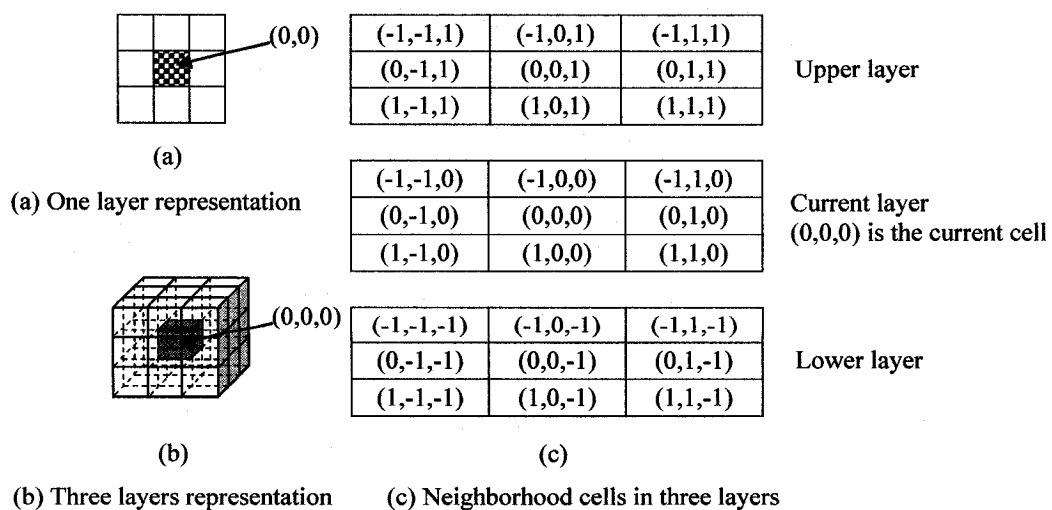 (0,0)
(a)
(a) One layer representation
(0,0,0)
(b)
(b) Three layers representation
(-1,-1,1) (-1,0,1) (-1,1,1)
(0,-1,1) (0,0,1) (0,1,1)
(1,-1,1) (1,0,1) (1,1,1)
Upper layer
(-1,-1,0) (-1,0,0) (-1,1,0)
(0,-1,0) (0,0,0) (0,1,0)
(1,-1,0) (1,0,0) (1,1,0)
Current layer
(0,0,0) is the current cell
(-1,-1,-1) (-1,0,-1) (-1,1,-1)
(0,-1,-1) (0,0,-1) (0,1,-1)
(1,-1,-1) (1,0,-1) (1,1,-1)
Lower layer
(c)
(c) Neighborhood cells in three layers